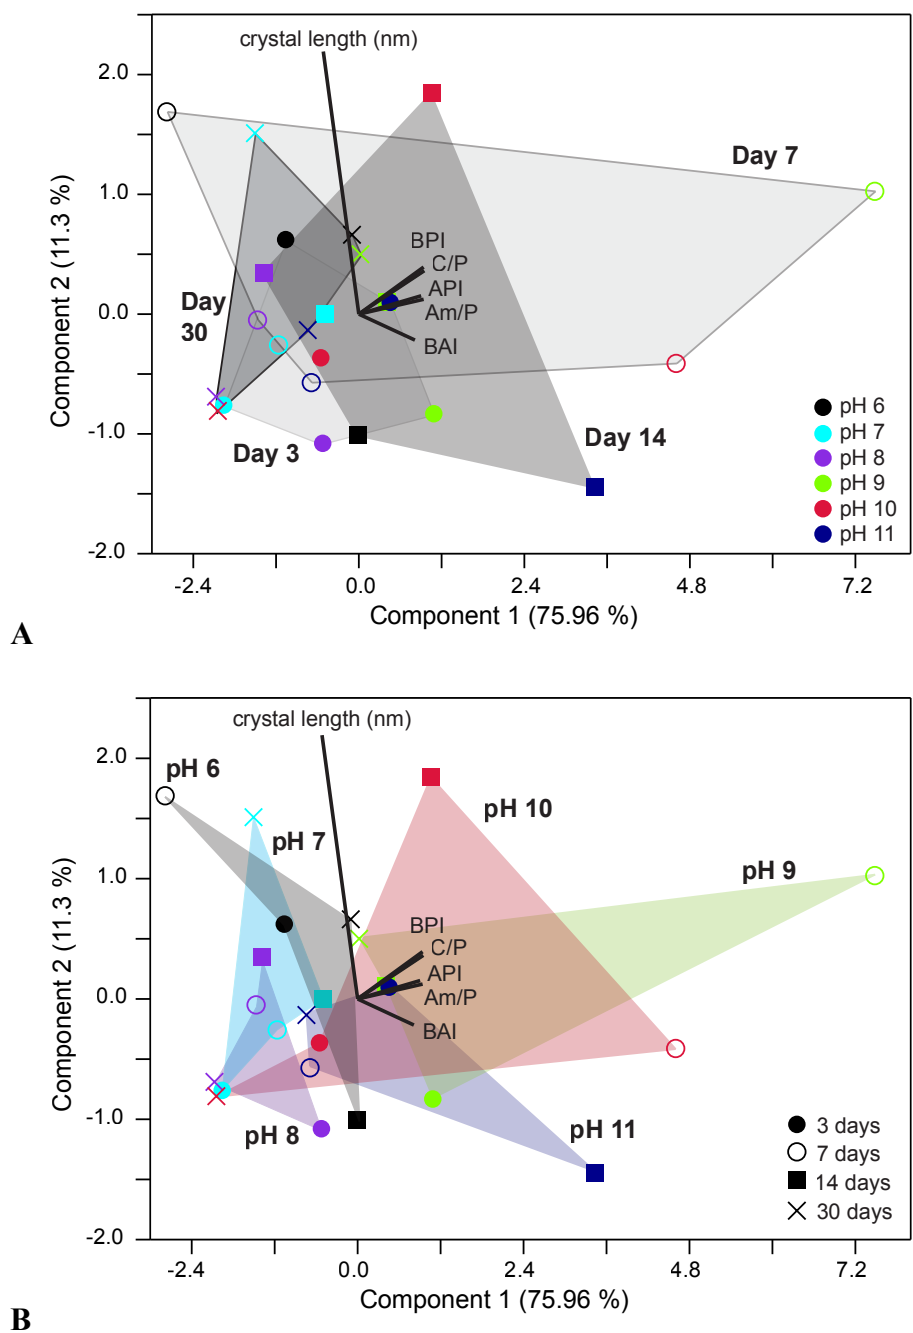 crystal length (nm)
2.0
1.0
0.0
-1.0
-2.0
Component 2 (11.3 %)
Day 7
BPI
C/P
API
Am/P
BAI
Day
30
Day 3
Day 14
pH 6
pH 7
pH 8
pH 9
pH 10
pH 11
-2.4
0.0
2.4
4.8
7.2
Component 1 (75.96 %)
A
crystal length (nm)
2.0
1.0
0.0
-1.0
-2.0
Component 2 (11.3 %)
pH 6
pH 7
pH 10
pH 9
BPI
C/P
API
Am/P
BAI
pH 8
pH 11
3 days
7 days
14 days
30 days
-2.4
0.0
2.4
4.8
7.2
Component 1 (75.96 %)
B